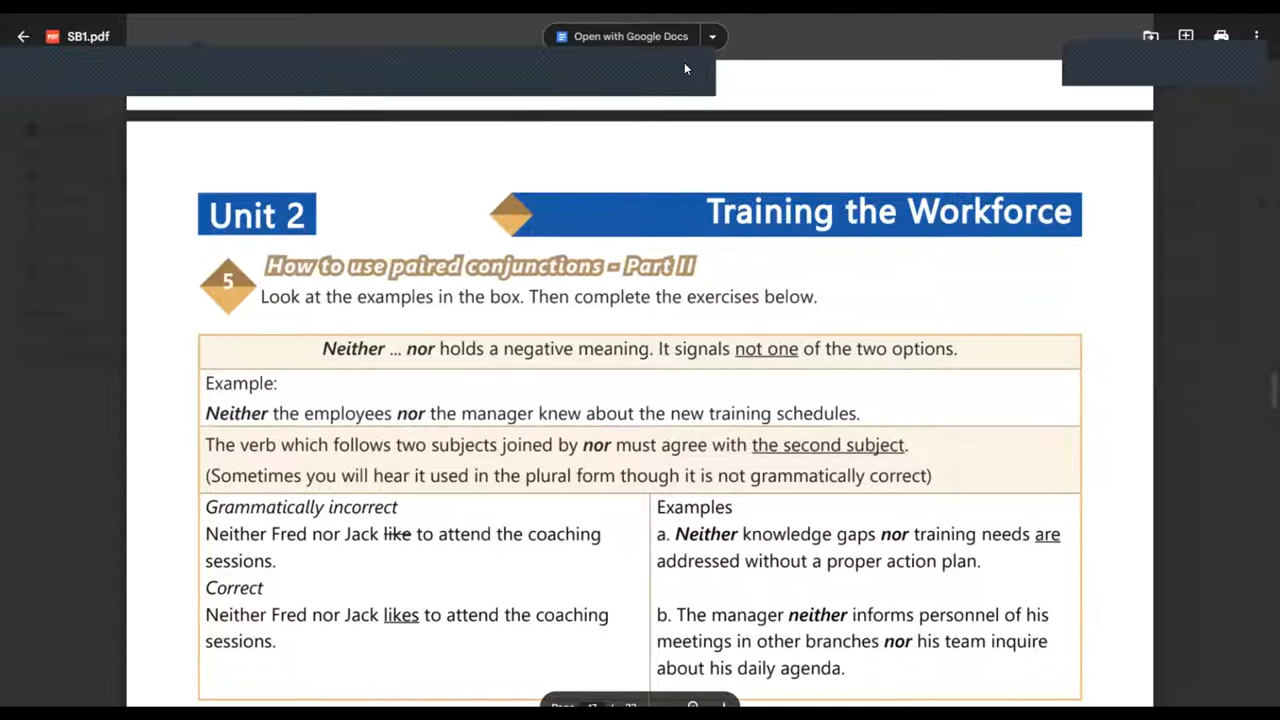 SB1.pdf
Open with Google Docs
Unit 2
Training the Workforce
5
How to use paired conjunctions - Part II
Look at the examples in the box. Then complete the exercises below.
Neither ... nor holds a negative meaning. It signals not one of the two options.
Example:
Neither the employees nor the manager knew about the new training schedules.
The verb which follows two subjects joined by nor must agree with the second subject.
(Sometimes you will hear it used in the plural form though it is not grammatically correct)
Grammatically incorrect
Neither Fred nor Jack like to attend the coaching
sessions.
Correct
Neither Fred nor Jack likes to attend the coaching
sessions.
Examples
a. Neither knowledge gaps nor training needs are
addressed without a proper action plan.
b. The manager neither informs personnel of his
meetings in other branches nor his team inquire
about his daily agenda.